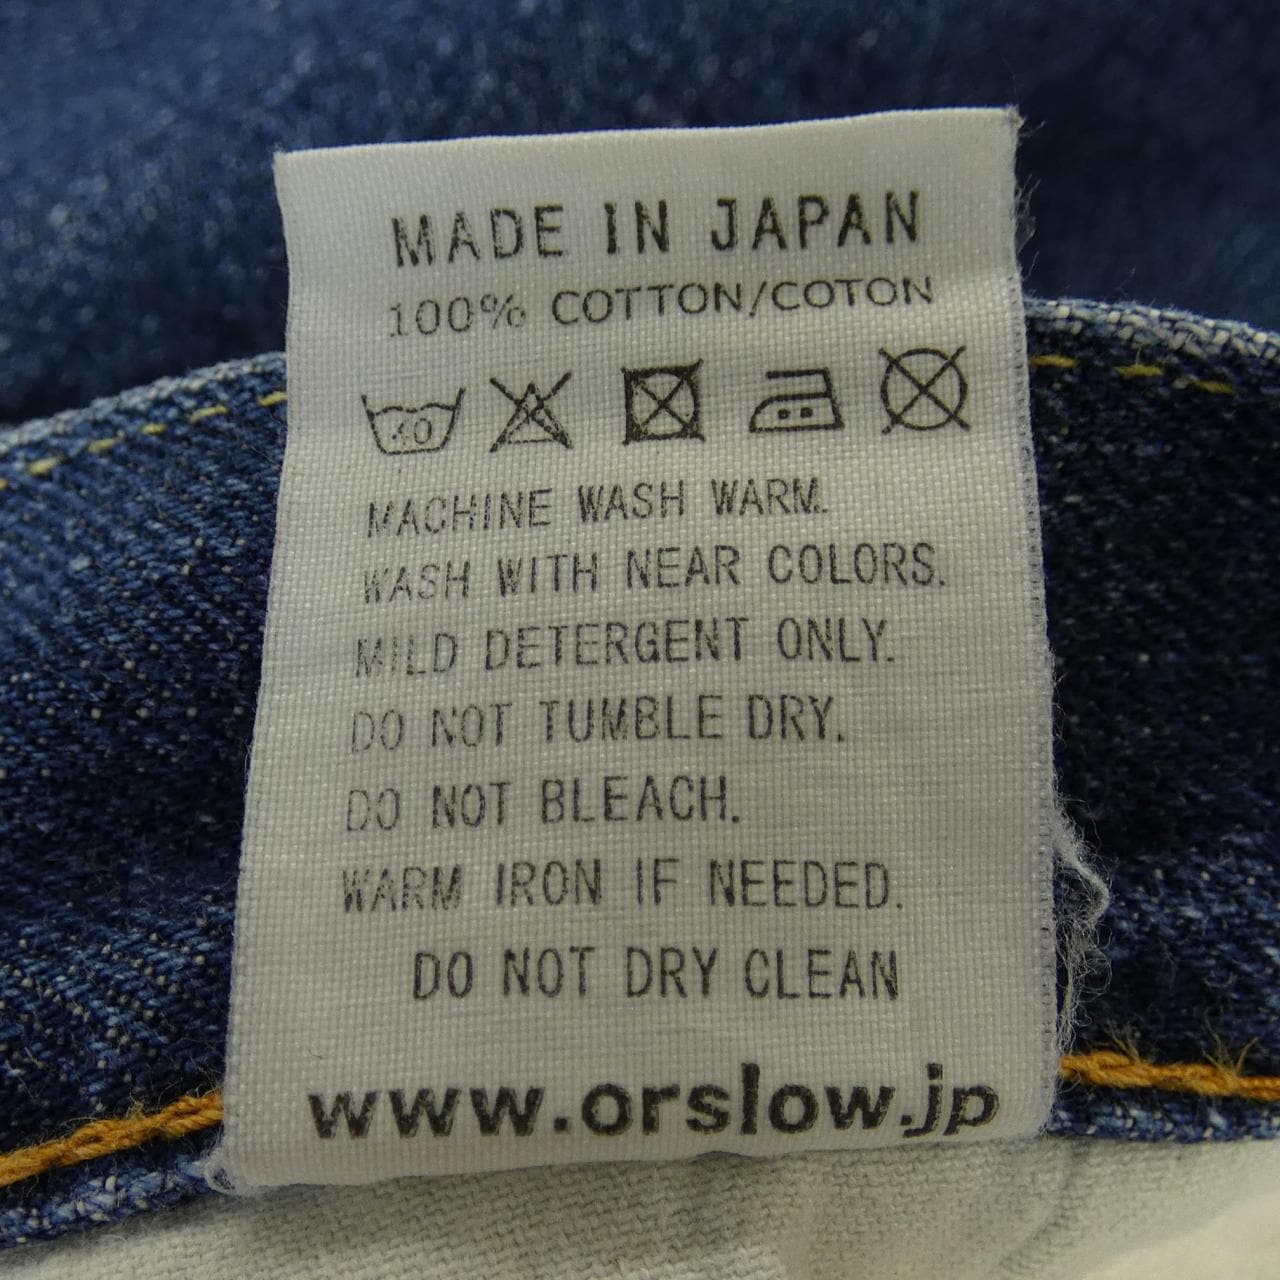 MADE IN JAPAN
100% COTTON/COTON
40
MACHINE WASH WARM.
WASH WITH NEAR COLORS.
MILD DETERGENT ONLY.
DO NOT TUMBLE DRY.
DO NOT BLEACH.
WARM IRON IF NEEDED.
DO NOT DRY CLEAN
www.orslow.jp